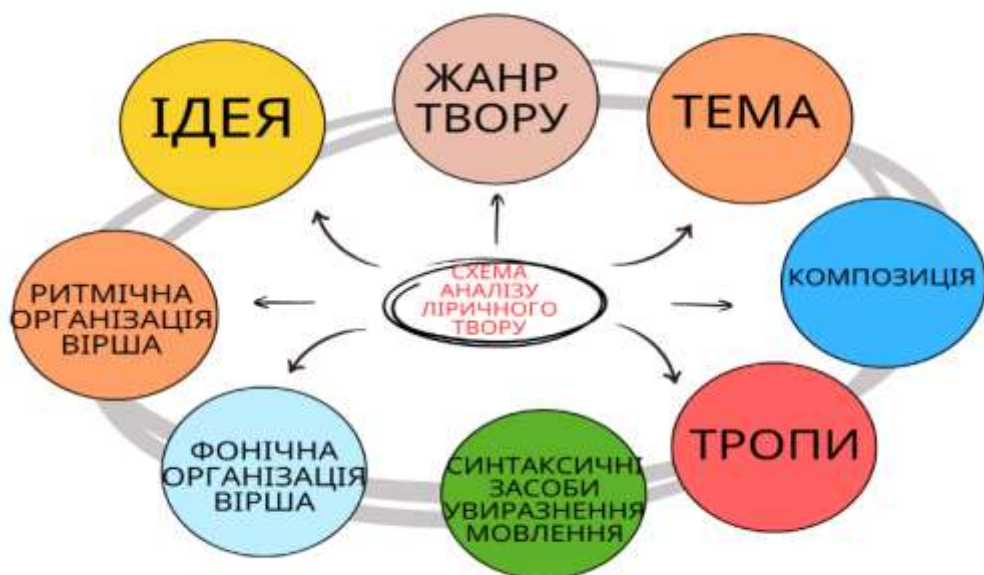 ІДЕЯ
ЖАНР
ТВОРУ
ТЕМА
КОМПОЗИЦІЯ
ТРОПИ
СИНТАКСИЧНІ
ЗАСОБИ
УВИРАЗНЕННЯ
МОВЛЕННЯ
ФОНІЧНА
ОРГАНІЗАЦІЯ
ВІРША
РИТМІЧНА
ОРГАНІЗАЦІЯ
ВІРША
СХЕМА
АНАЛІЗУ
ЛІРИЧНОГО
ТВОРУ